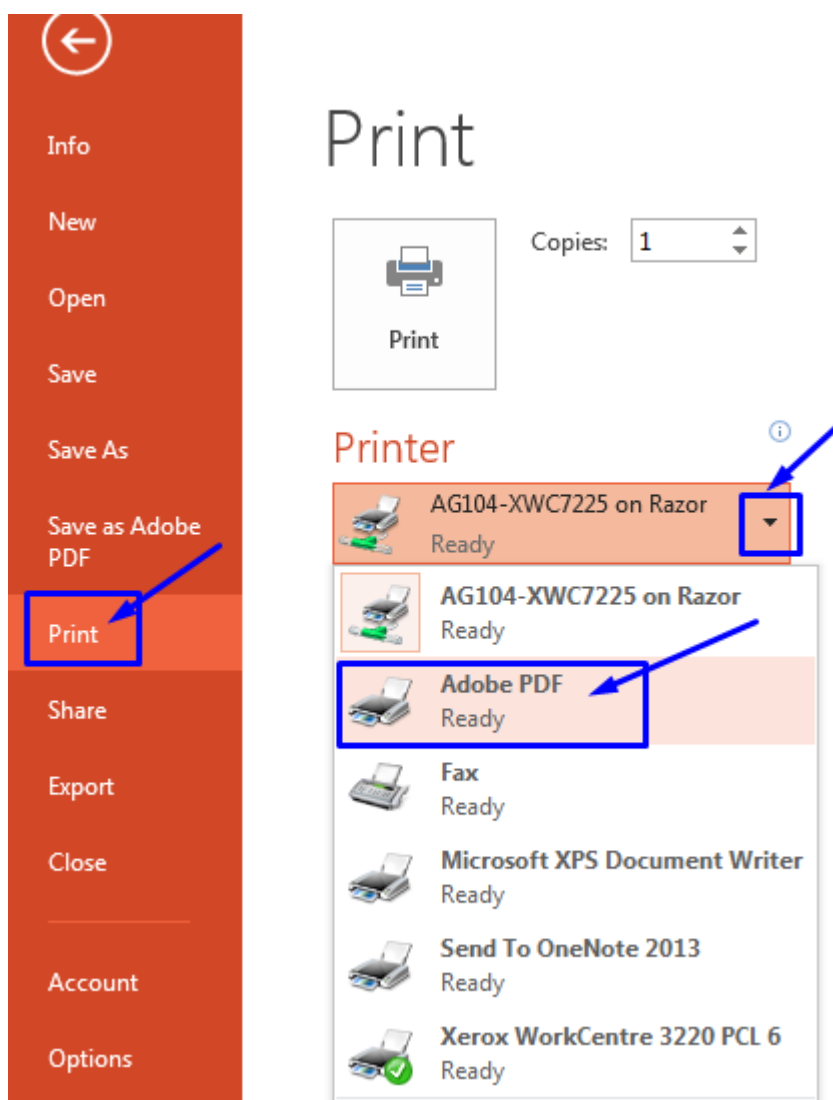 Info
New
Open
Save
Save As
Save as Adobe
PDF
Print
Share
Export
Close
Account
Options
Print
Copies: 1
Print
Printer
AG104-XWC7225 on Razor
Ready
AG104-XWC7225 on Razor
Ready
Adobe PDF
Ready
Fax
Ready
Microsoft XPS Document Writer
Ready
Send To OneNote 2013
Ready
Xerox WorkCentre 3220 PCL 6
Ready